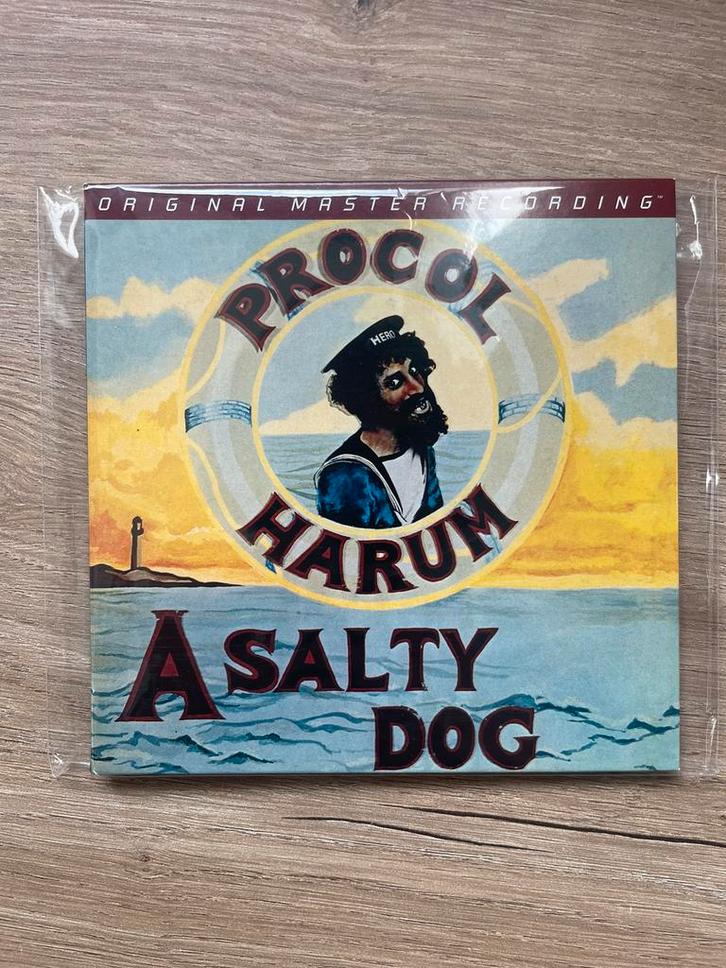 ORIGINAL MASTER RECORDING™
PROCOL
HERO
HARUM
A SALTY
DOG